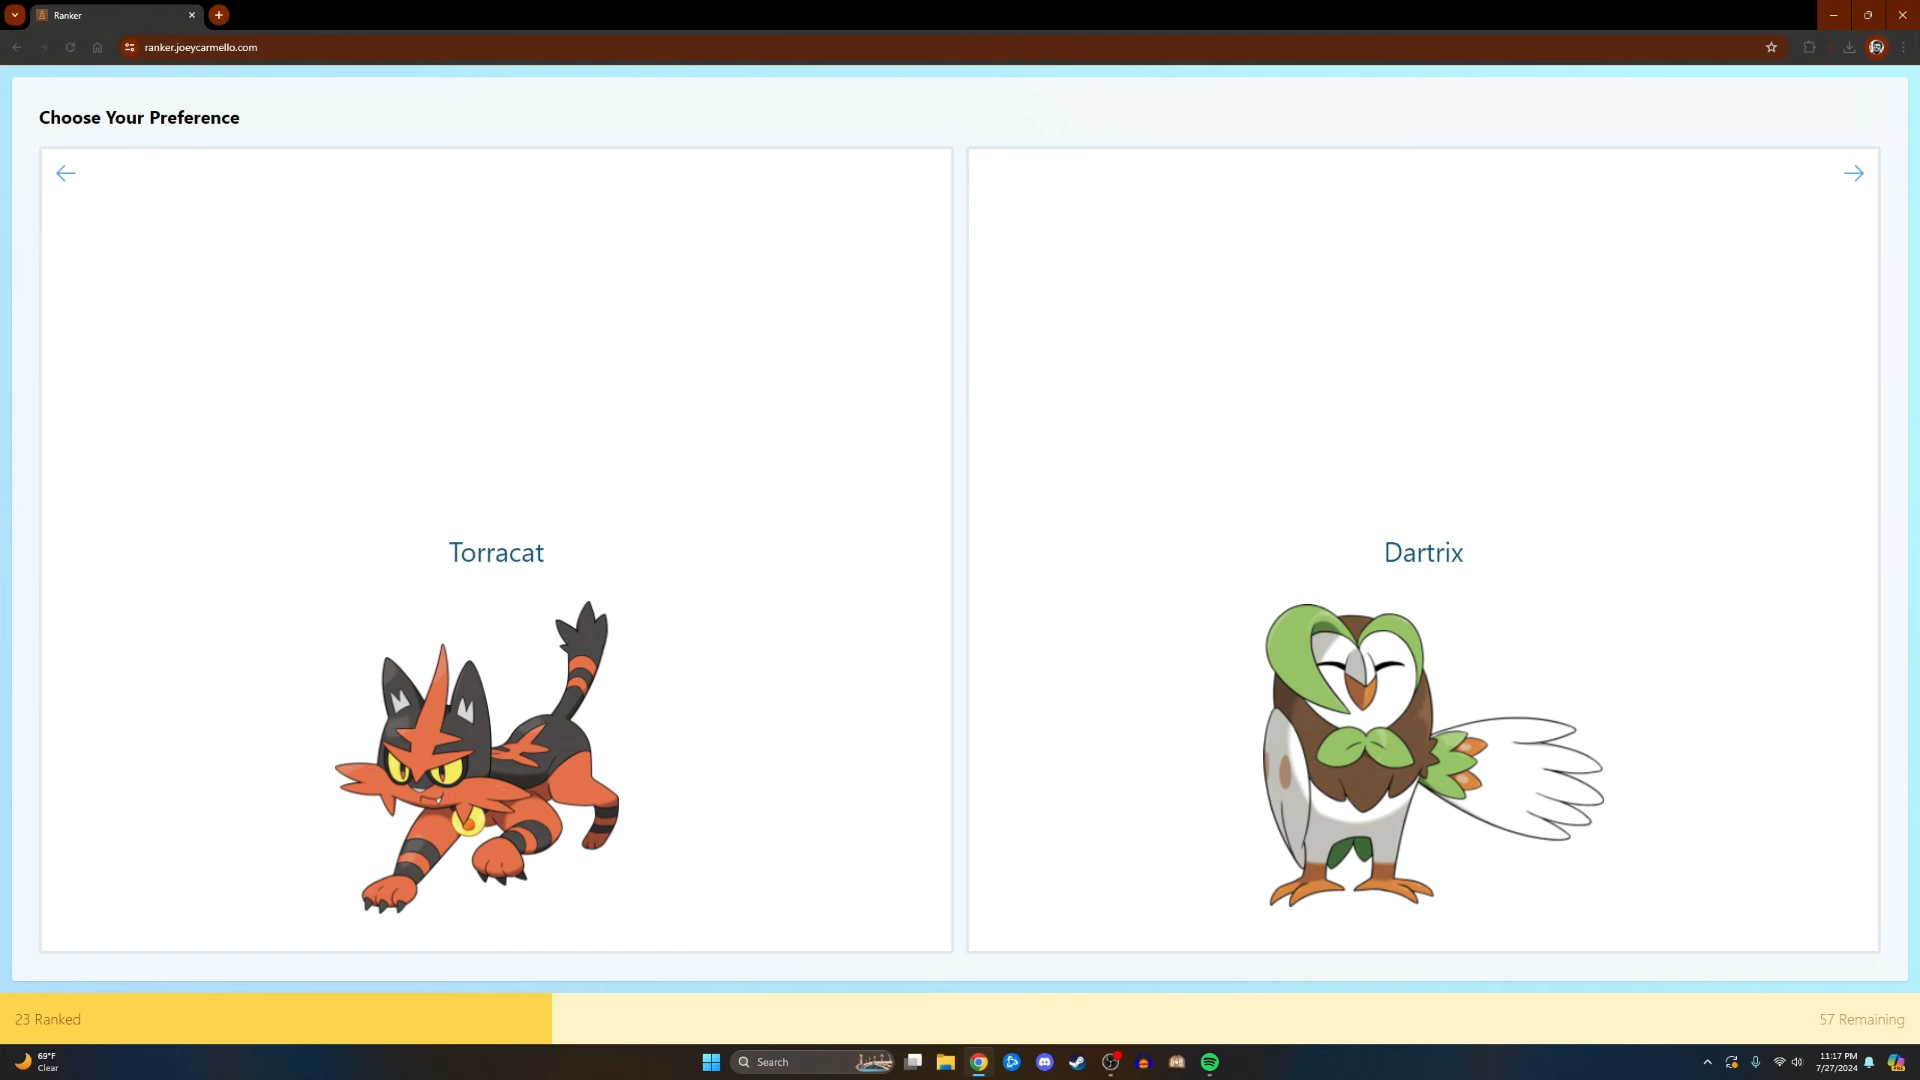 Ranker
ranker.joeycarmello.com
Choose Your Preference
Torracat
Dartrix
23 Ranked
57 Remaining
69°F
Clear
Search
11:17 PM
7/27/2024